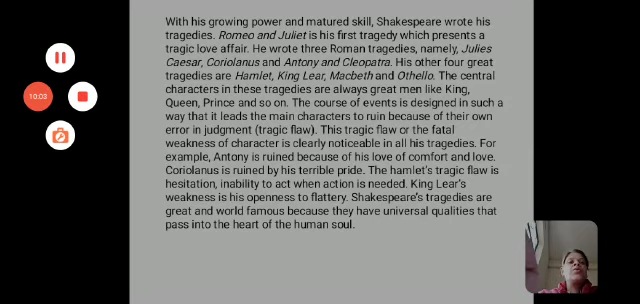 With his growing power and matured skill, Shakespeare wrote his
tragedies. Romeo and Juliet is his first tragedy which presents a
tragic love affair. He wrote three Roman tragedies, namely, Julies
Caesar, Coriolanus and Antony and Cleopatra. His other four great
tragedies are Hamlet, King Lear, Macbeth and Othello. The central
characters in these tragedies are always great men like King,
Queen, Prince and so on. The course of events is designed in such a
way that it leads the main characters to ruin because of their own
error in judgment (tragic flaw). This tragic flaw or the fatal
weakness of character is clearly noticeable in all his tragedies. For
example, Antony is ruined because of his love of comfort and love.
Coriolanus is ruined by his terrible pride. The hamlet's tragic flaw is
hesitation, inability to act when action is needed. King Lear's
weakness is his openness to flattery. Shakespeare's tragedies are
great and world famous because they have universal qualities that
pass into the heart of the human soul.
10:03